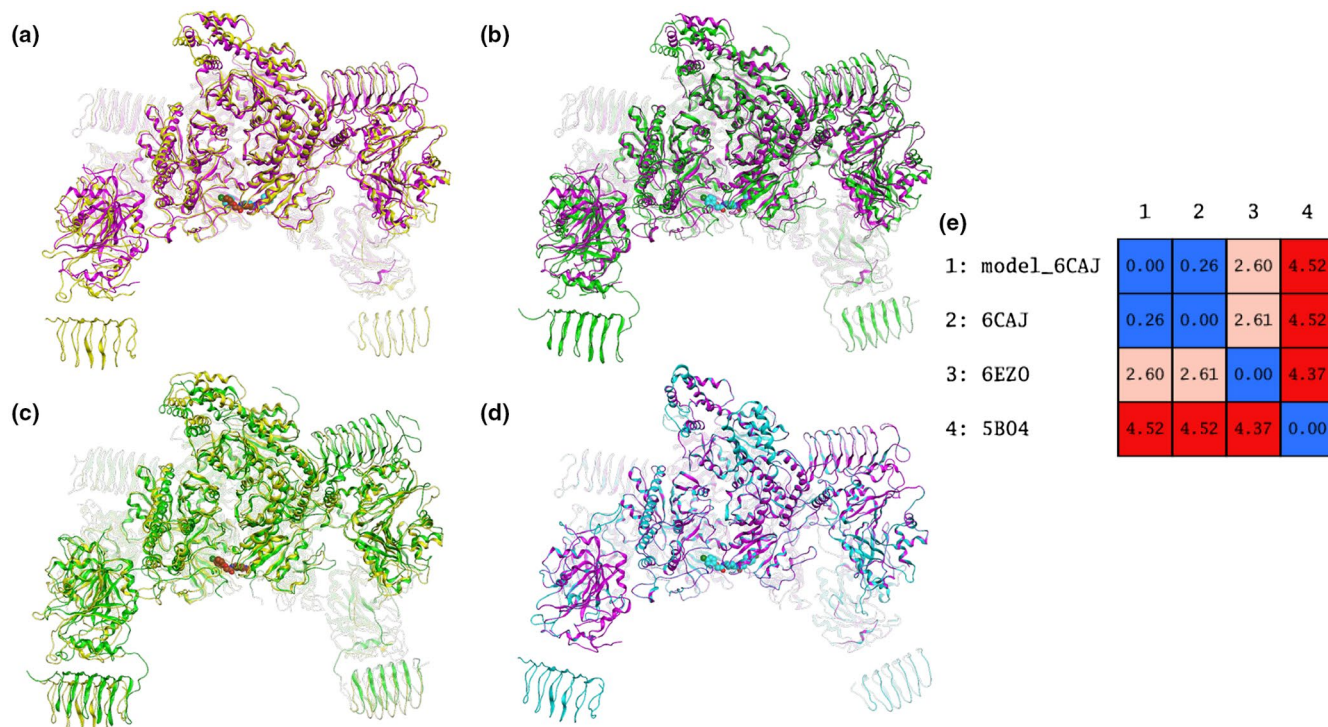 (a)
(b)
(c)
(d)
(e)
1 2 3 4
1: model_6CAJ 0.00 0.26 2.60 4.52
2: 6CAJ 0.26 0.00 2.61 4.52
3: 6EZO 2.60 2.61 0.00 4.37
4: 5BO4 4.52 4.52 4.37 0.00